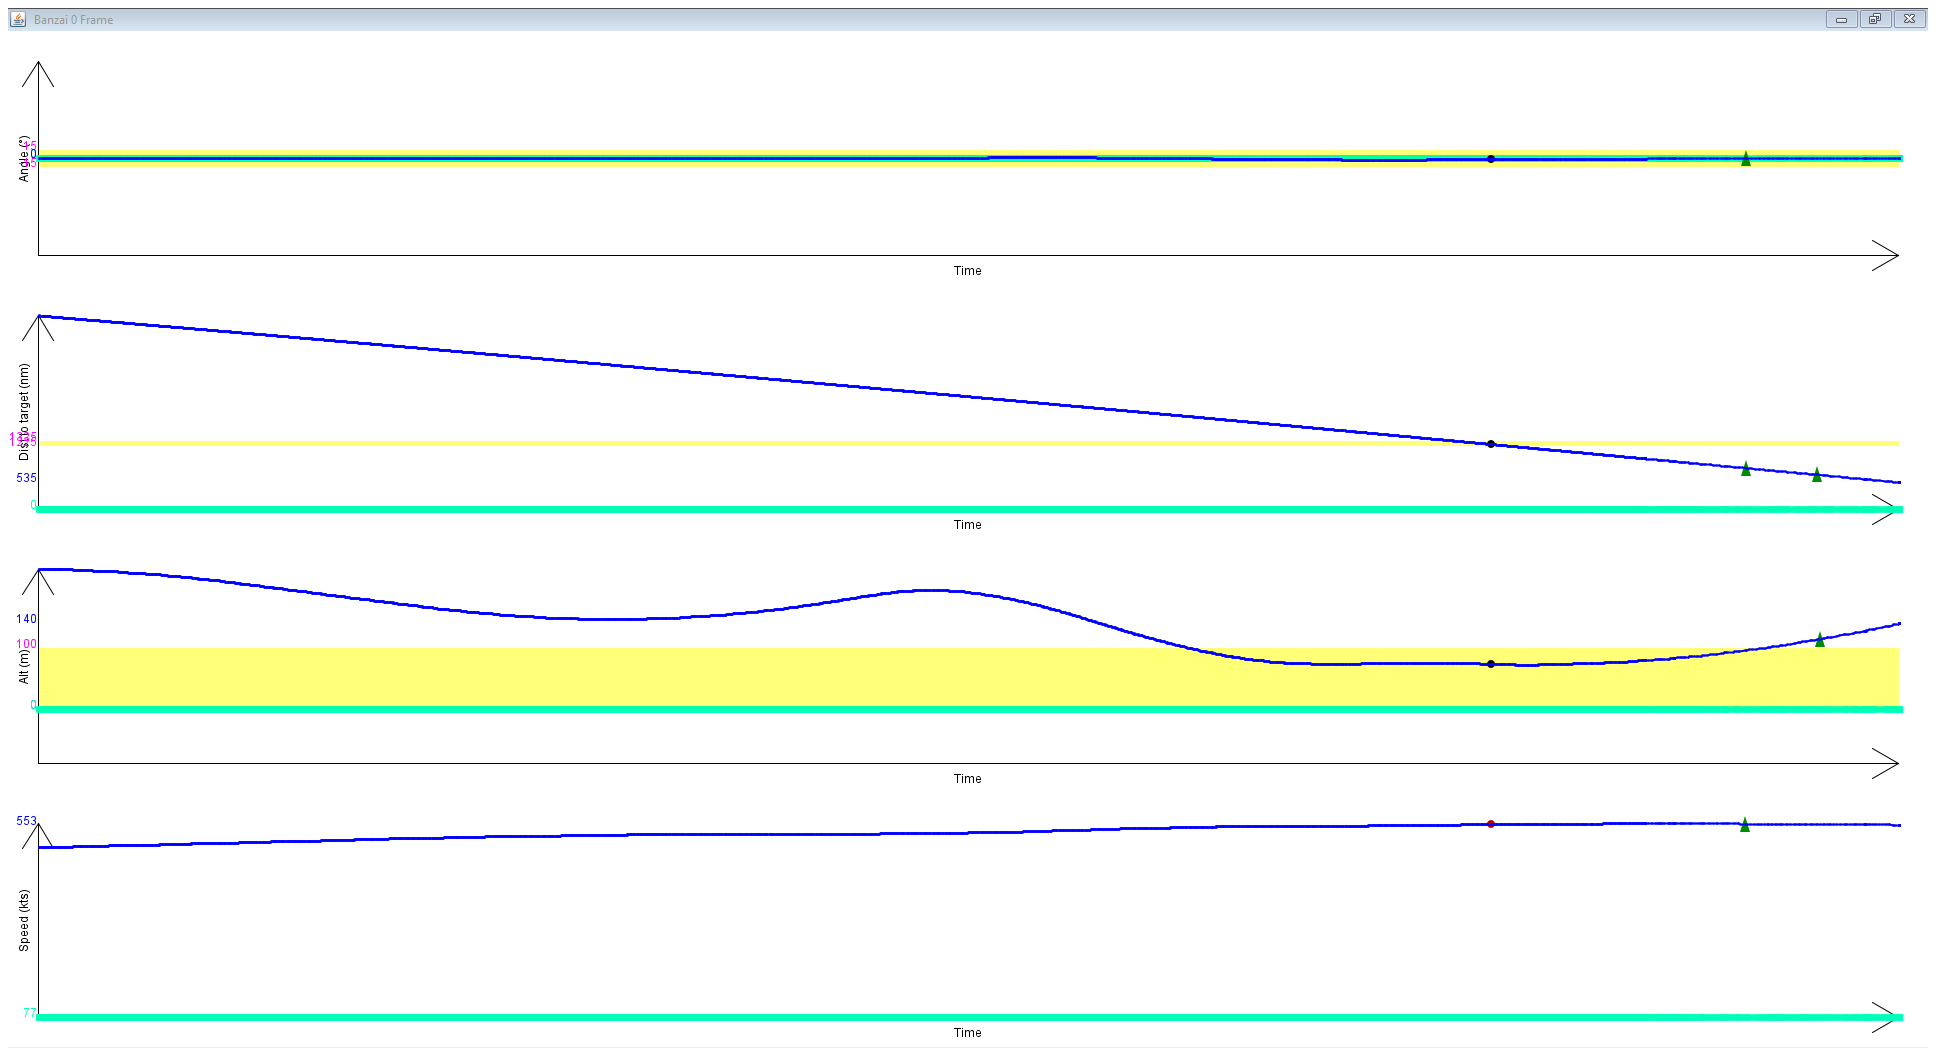 Banzai 0 Frame
Angle (°)
Time
Dis to target (nm)
535
0
Time
140
100
Alt (m)
0
Time
553
Speed (kts)
77
Time